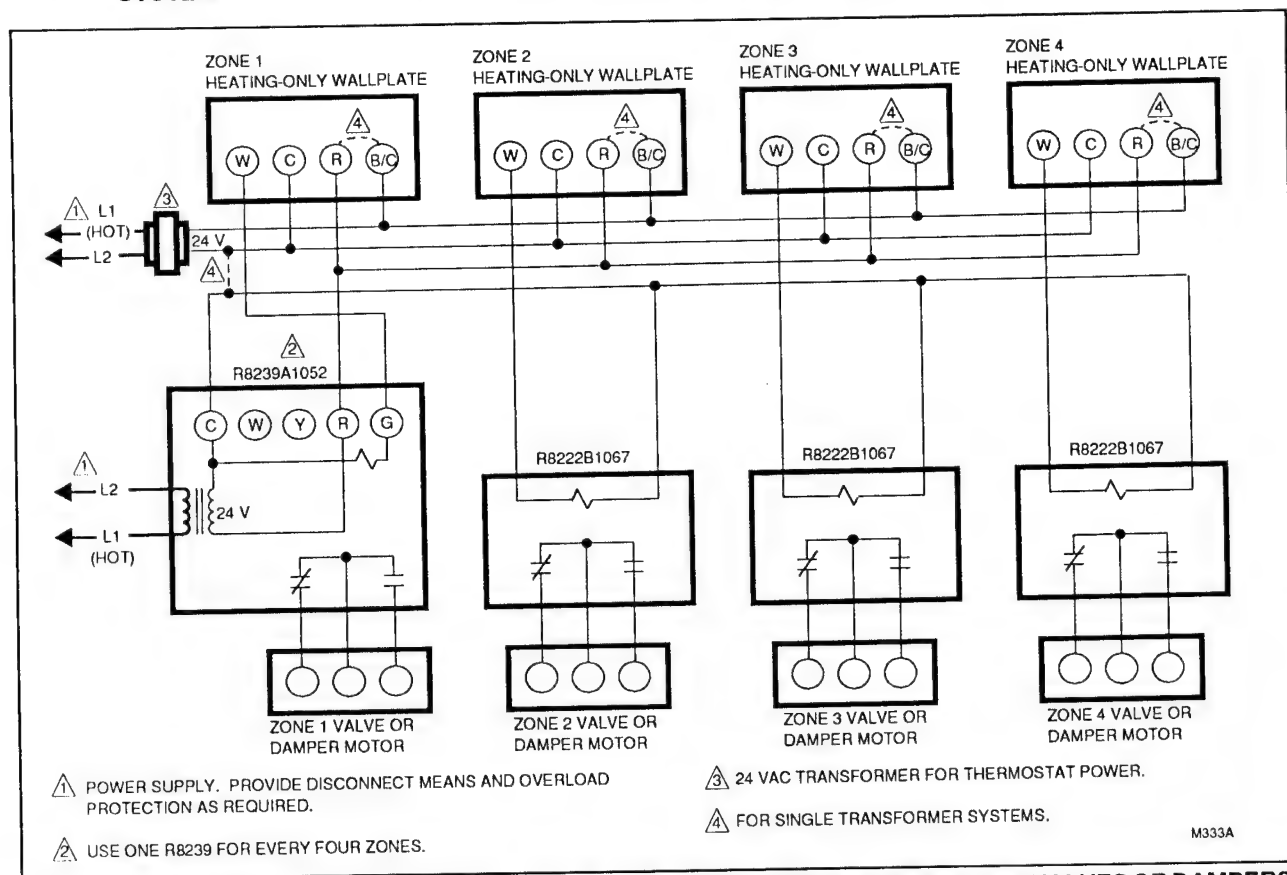 ZONE 1
HEATING-ONLY WALLPLATE
ZONE 2
HEATING-ONLY WALLPLATE
ZONE 3
HEATING-ONLY WALLPLATE
ZONE 4
HEATING-ONLY WALLPLATE
4
4
4
4
W C R B/C
W C R B/C
W C R B/C
W C R B/C
1 L1
(HOT)
3
24 V
L2
4
2
R8239A1052
C W Y R G
1
L2
24 V
L1
(HOT)
R8222B1067
R8222B1067
R8222B1067
ZONE 1 VALVE OR
DAMPER MOTOR
ZONE 2 VALVE OR
DAMPER MOTOR
ZONE 3 VALVE OR
DAMPER MOTOR
ZONE 4 VALVE OR
DAMPER MOTOR
1 POWER SUPPLY. PROVIDE DISCONNECT MEANS AND OVERLOAD
PROTECTION AS REQUIRED.
2 USE ONE R8239 FOR EVERY FOUR ZONES.
3 24 VAC TRANSFORMER FOR THERMOSTAT POWER.
4 FOR SINGLE TRANSFORMER SYSTEMS.
M333A